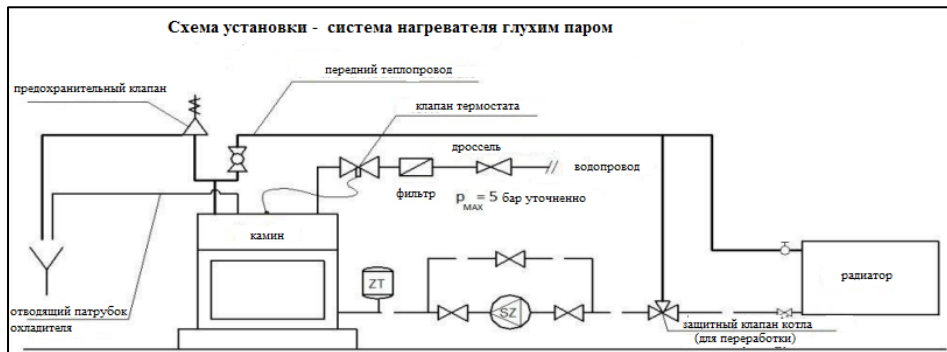 Схема установки - система нагревателя глухим паром
передний теплопровод
предохранительный клапан
клапан термостата
дроссель
водопровод
фильтр
p MAX = 5 бар уточненно
камин
ZT
SZ
радиатор
отводящий патрубок
охладителя
защитный клапан котла
(для переработки)